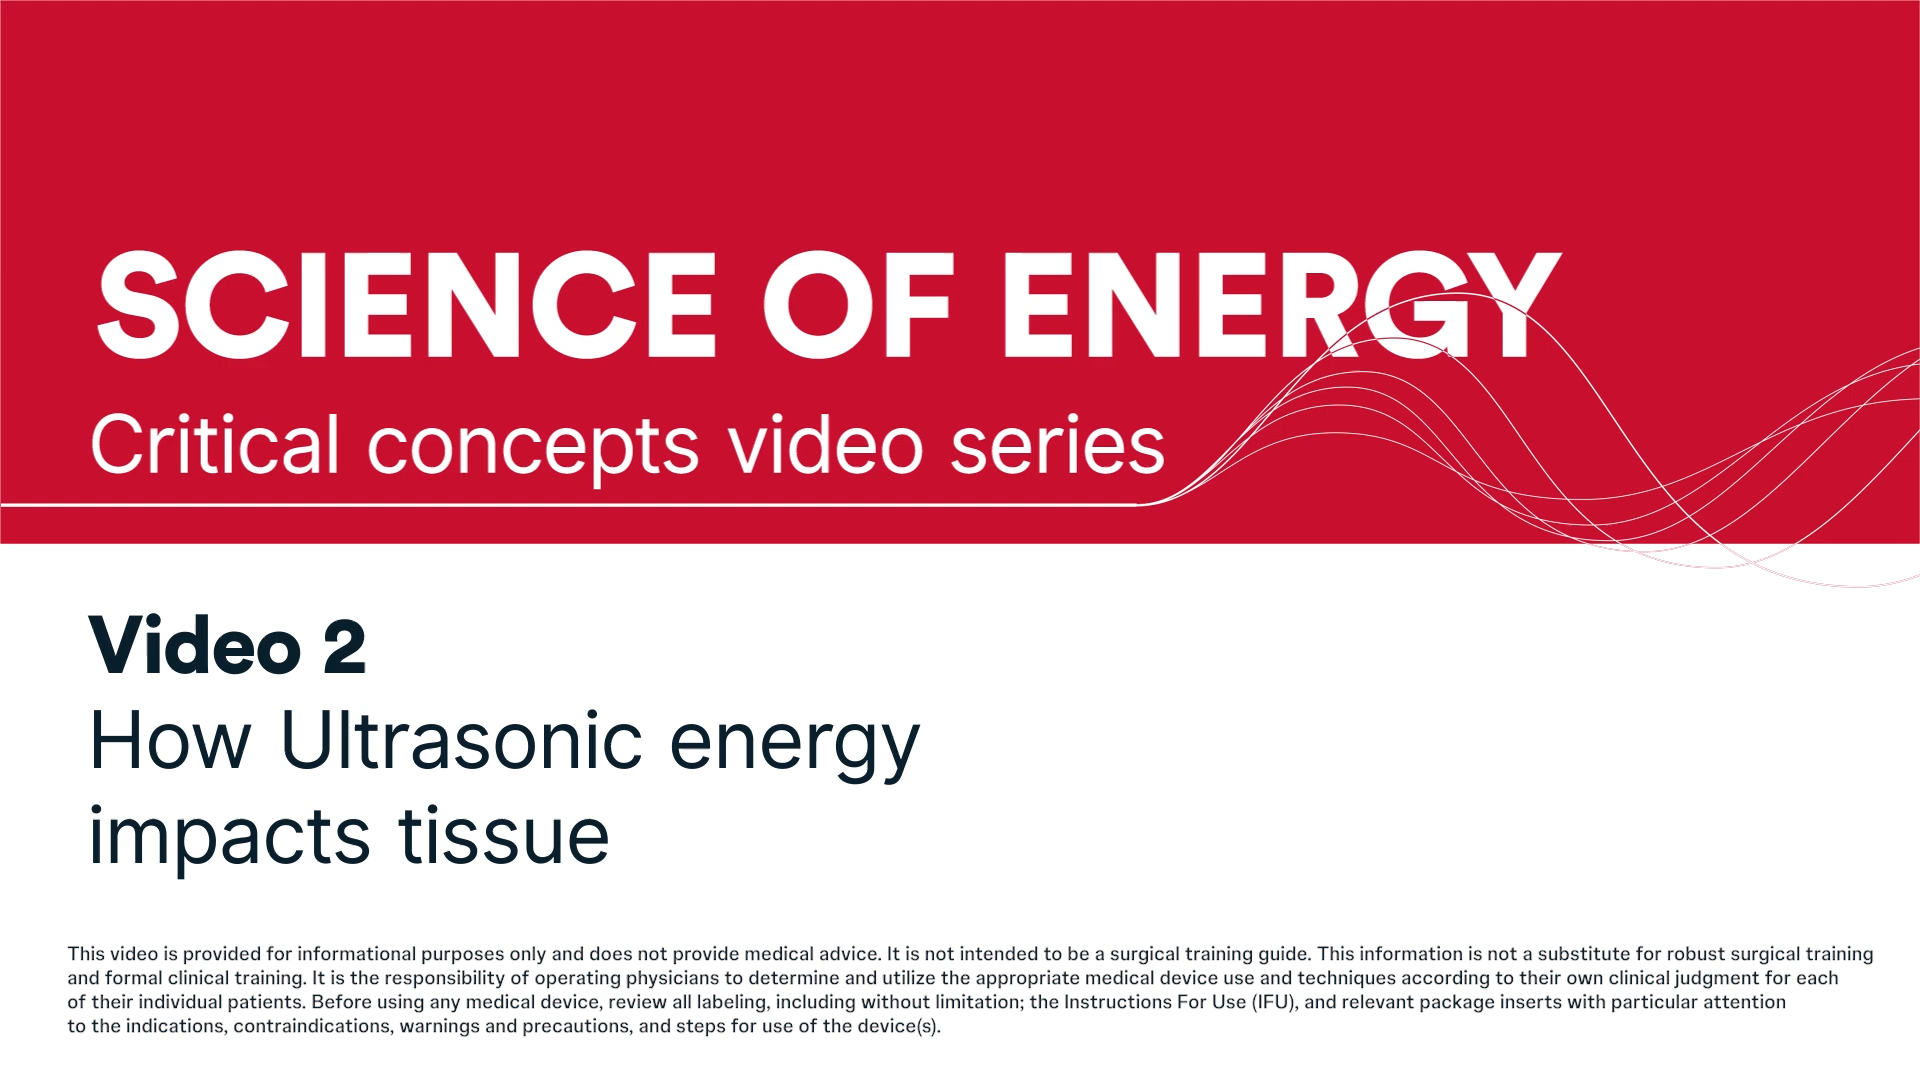 SCIENCE OF ENERGY
Critical concepts video series
Video 2
How Ultrasonic energy
impacts tissue
This video is provided for informational purposes only and does not provide medical advice. It is not intended to be a surgical training guide. This information is not a substitute for robust surgical training
and formal clinical training. It is the responsibility of operating physicians to determine and utilize the appropriate medical device use and techniques according to their own clinical judgment for each
of their individual patients. Before using any medical device, review all labeling, including without limitation; the Instructions For Use (IFU), and relevant package inserts with particular attention
to the indications, contraindications, warnings and precautions, and steps for use of the device(s).